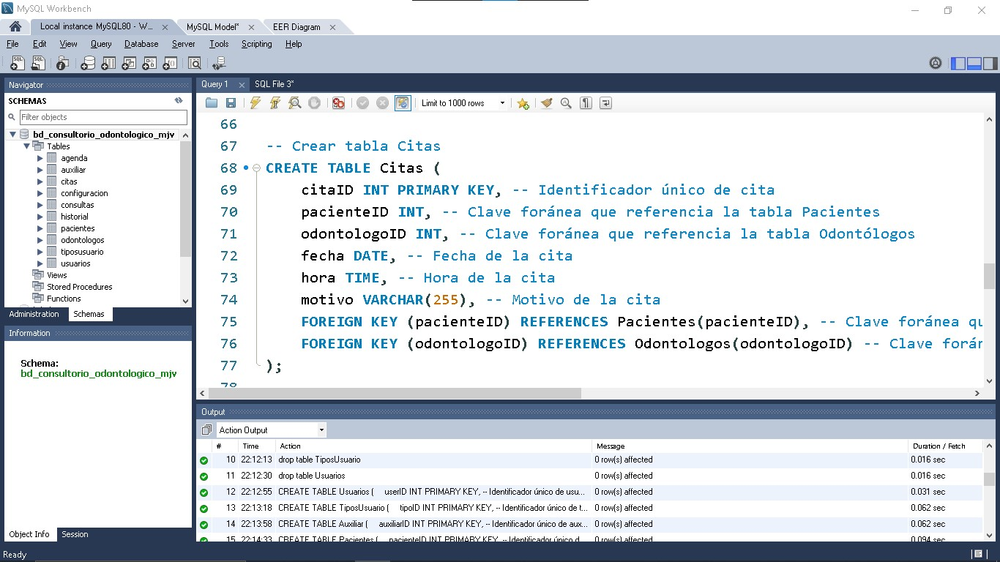 MySQL Workbench
Local instance MySQL80 - W...
MySQL Model*
EER Diagram
File Edit View Query Database Server Tools Scripting Help
Navigator
SCHEMAS
Filter objects
bd_consultorio_odontologico_mjv
Tables
agenda
auxiliar
citas
configuracion
consultas
historial
pacientes
odontologos
tiposusuario
usuarios
Views
Stored Procedures
Functions
Administration Schemas
Information
Schema:
bd_consultorio_odontologico_mjv
Object Info Session
Query 1
SQL File 3*
Limit to 1000 rows
66
67 -- Crear tabla Citas
68 CREATE TABLE Citas (
69 citaID INT PRIMARY KEY, -- Identificador único de cita
70 pacienteID INT, -- Clave foránea que referencia la tabla Pacientes
71 odontologoID INT, -- Clave foránea que referencia la tabla Odontólogos
72 fecha DATE, -- Fecha de la cita
73 hora TIME, -- Hora de la cita
74 motivo VARCHAR(255), -- Motivo de la cita
75 FOREIGN KEY (pacienteID) REFERENCES Pacientes(pacienteID), -- Clave foránea qu
76 FOREIGN KEY (odontologoID) REFERENCES Odontologos(odontologoID) -- Clave forán
77 );
78
Output
Action Output
# Time Action Message Duration / Fetch
10 22:12:13 drop table TiposUsuario 0 row(s) affected 0.016 sec
11 22:12:30 drop table Usuarios 0 row(s) affected 0.016 sec
12 22:12:55 CREATE TABLE Usuarios ( userID INT PRIMARY KEY, -- Identificador único de usu... 0 row(s) affected 0.031 sec
13 22:13:18 CREATE TABLE TiposUsuario ( tipoID INT PRIMARY KEY, -- Identificador único de t... 0 row(s) affected 0.062 sec
14 22:13:58 CREATE TABLE Auxiliar ( auxiliarID INT PRIMARY KEY, -- Identificador único de aux... 0 row(s) affected 0.062 sec
15 22:14:33 CREATE TABLE Pacientes ( pacienteID INT PRIMARY KEY, -- Identificador único d... 0 row(s) affected 0.094 sec
Ready